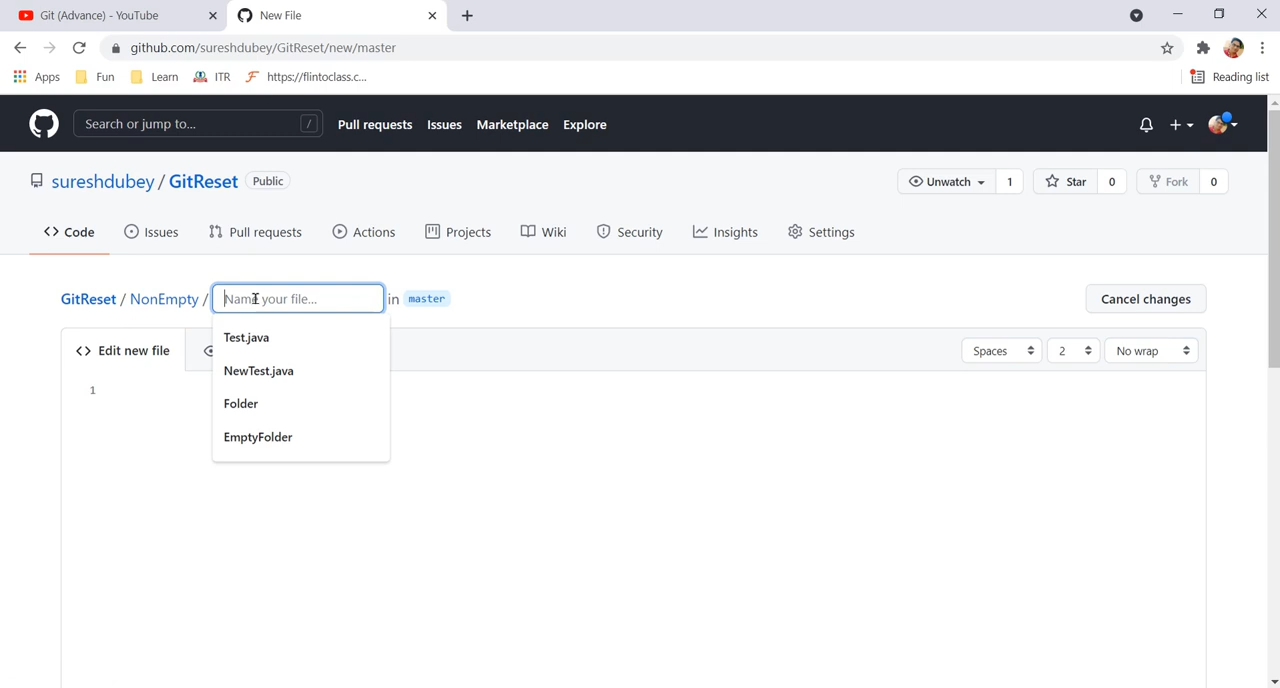 Git (Advance) - YouTube
New File
github.com/sureshdubey/GitReset/new/master
Apps Fun Learn ITR https://flintoclass.c... Reading list
Search or jump to... / Pull requests Issues Marketplace Explore
sureshdubey / GitReset Public Unwatch 1 Star 0 Fork 0
Code Issues Pull requests Actions Projects Wiki Security Insights Settings
GitReset / NonEmpty / Name your file... in master Cancel changes
Edit new file Spaces 2 No wrap
Test.java
NewTest.java
1
Folder
EmptyFolder